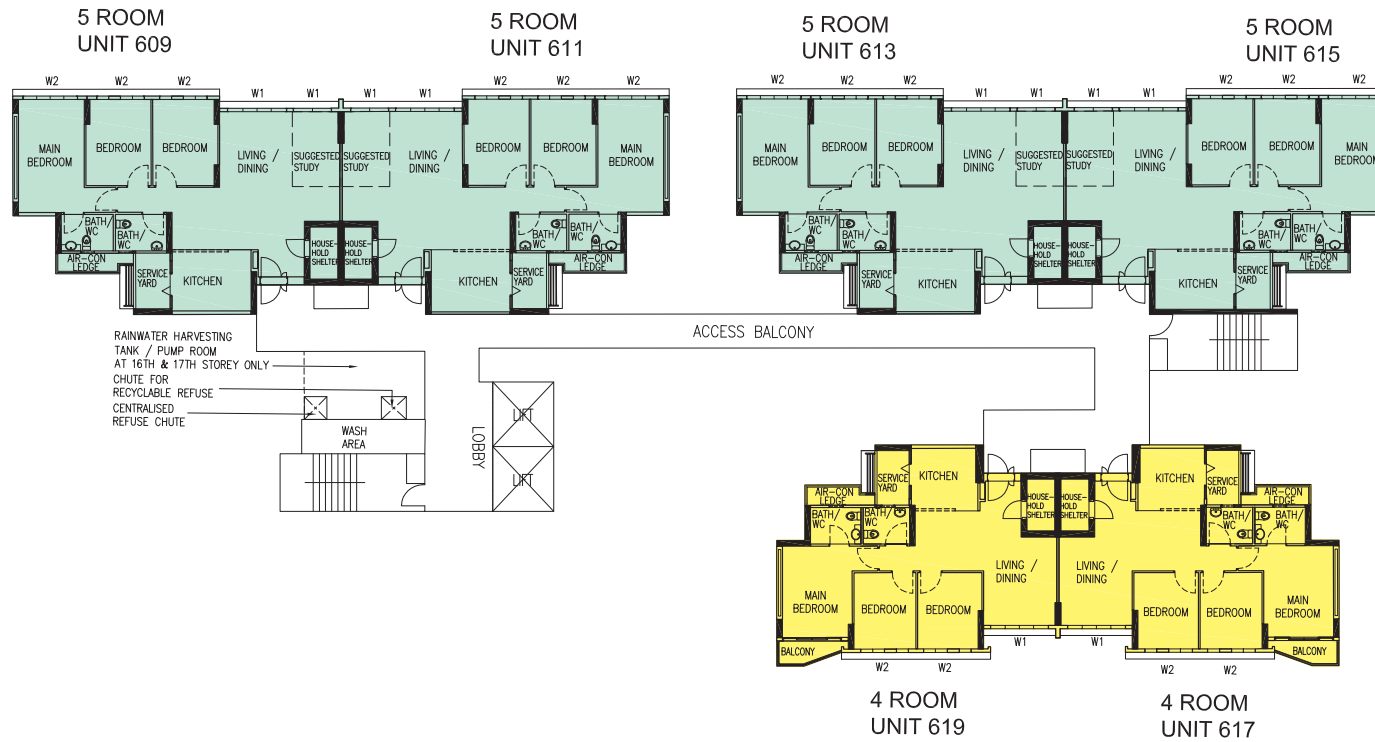 5 ROOM
UNIT 609
5 ROOM
UNIT 611
5 ROOM
UNIT 613
5 ROOM
UNIT 615
W2
W2
W2
W1
W1
W1
W1
W2
W2
W2
W2
W2
W2
W1
W1
W1
W1
W2
W2
W2
MAIN
BEDROOM
BEDROOM
BEDROOM
LIVING /
DINING
SUGGESTED
STUDY
SUGGESTED
STUDY
LIVING /
DINING
BEDROOM
BEDROOM
MAIN
BEDROOM
MAIN
BEDROOM
BEDROOM
BEDROOM
LIVING /
DINING
SUGGESTED
STUDY
SUGGESTED
STUDY
LIVING /
DINING
BEDROOM
BEDROOM
MAIN
BEDROOM
BATH/
WC
BATH/
WC
AIR-CON
LEDGE
SERVICE
YARD
KITCHEN
HOUSE-
HOLD
SHELTER
HOUSE-
HOLD
SHELTER
KITCHEN
SERVICE
YARD
BATH/
WC
BATH/
WC
AIR-CON
LEDGE
BATH/
WC
BATH/
WC
AIR-CON
LEDGE
SERVICE
YARD
KITCHEN
HOUSE-
HOLD
SHELTER
HOUSE-
HOLD
SHELTER
KITCHEN
SERVICE
YARD
BATH/
WC
BATH/
WC
AIR-CON
LEDGE
ACCESS BALCONY
RAINWATER HARVESTING
TANK / PUMP ROOM
AT 16TH & 17TH STOREY ONLY
CHUTE FOR
RECYCLABLE REFUSE
CENTRALISED
REFUSE CHUTE
WASH
AREA
LOBBY
LIFT
LIFT
AIR-CON
LEDGE
BATH/
WC
BATH/
WC
SERVICE
YARD
KITCHEN
HOUSE-
HOLD
SHELTER
HOUSE-
HOLD
SHELTER
KITCHEN
SERVICE
YARD
AIR-CON
LEDGE
BATH/
WC
BATH/
WC
MAIN
BEDROOM
BEDROOM
BEDROOM
LIVING /
DINING
LIVING /
DINING
BEDROOM
BEDROOM
MAIN
BEDROOM
BALCONY
BALCONY
W2
W2
W1
W1
W2
W2
4 ROOM
UNIT 619
4 ROOM
UNIT 617